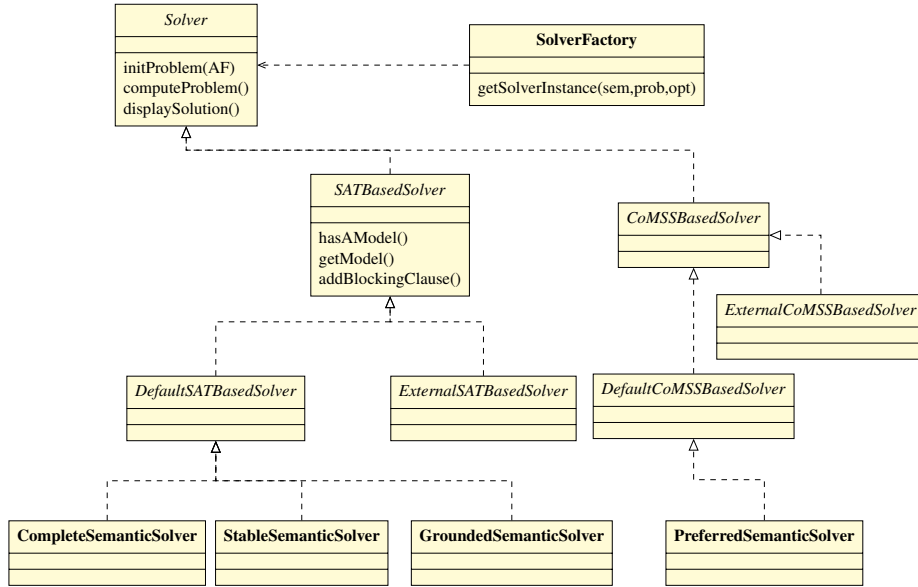 Solver
initProblem(AF)
computeProblem()
displaySolution()
SolverFactory
getSolverInstance(sem,prob,opt)
SATBasedSolver
hasAModel()
getModel()
addBlockingClause()
CoMSSBasedSolver
ExternalCoMSSBasedSolver
DefaultSATBasedSolver
ExternalSATBasedSolver
DefaultCoMSSBasedSolver
CompleteSemanticSolver
StableSemanticSolver
GroundedSemanticSolver
PreferredSemanticSolver